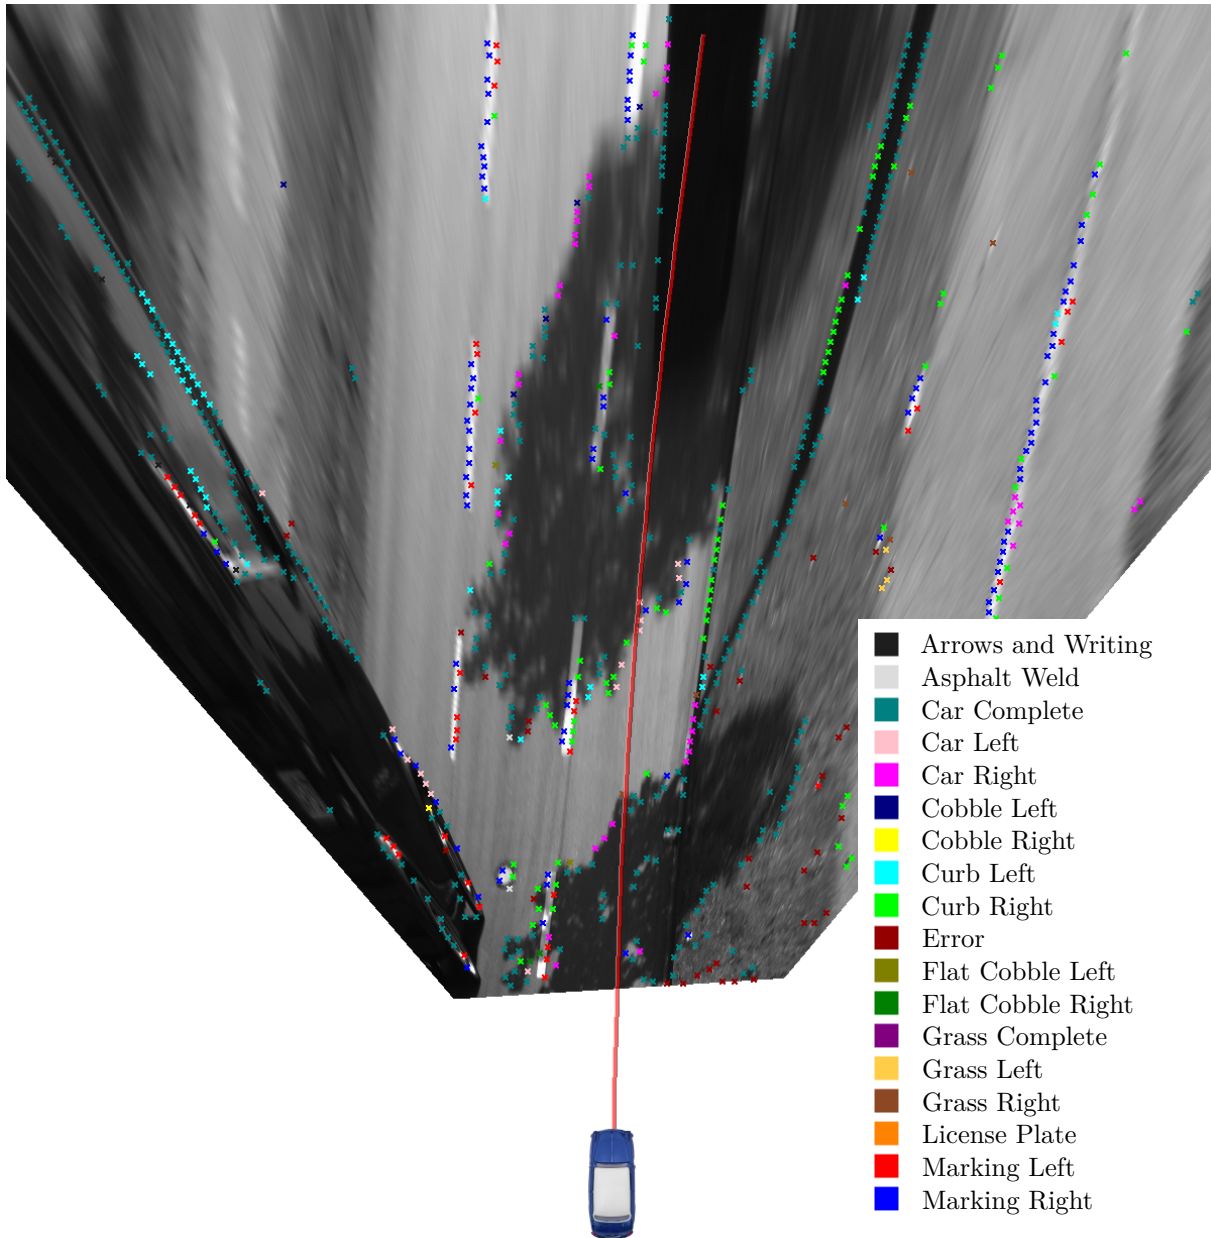 Arrows and Writing
Asphalt Weld
Car Complete
Car Left
Car Right
Cobble Left
Cobble Right
Curb Left
Curb Right
Error
Flat Cobble Left
Flat Cobble Right
Grass Complete
Grass Left
Grass Right
License Plate
Marking Left
Marking Right